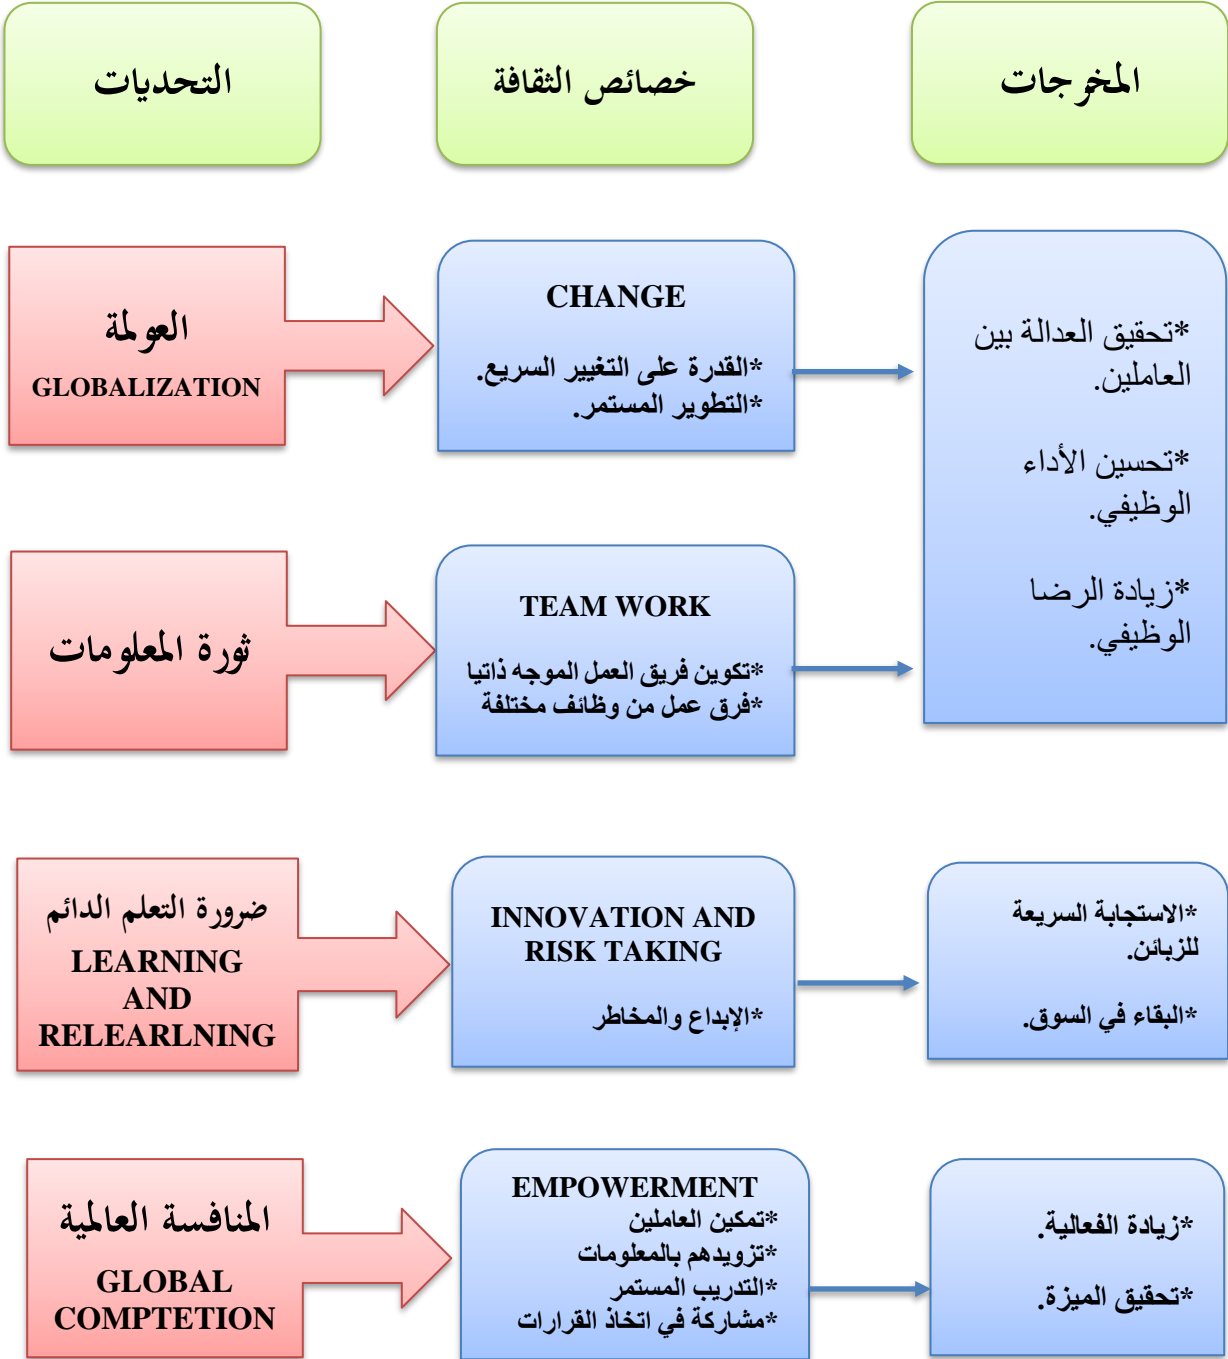 التحديات
خصائص الثقافة
المخرجات
العولمة
GLOBALIZATION
CHANGE
*القدرة على التغيير السريع.
*التطوير المستمر.
*تحقيق العدالة بين
العاملين.
*تحسين الأداء
الوظيفي.
*زيادة الرضا
الوظيفي.
ثورة المعلومات
TEAM WORK
*تكوين فريق العمل الموجه ذاتيا
*فرق عمل من وظائف مختلفة
ضرورة التعلم الدائم
LEARNING
AND
RELEARLNING
INNOVATION AND
RISK TAKING
*الإبداع والمخاطر
*الاستجابة السريعة
للزبائن.
*البقاء في السوق.
المنافسة العالمية
GLOBAL
COMPTETION
EMPOWERMENT
*تمكين العاملين
*تزويدهم بالمعلومات
*التدريب المستمر
*مشاركة في اتخاذ القرارات
*زيادة الفعالية.
*تحقيق الميزة.